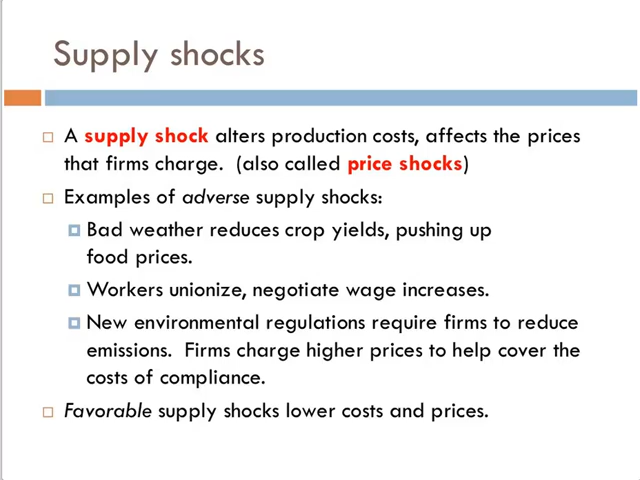 Supply shocks
A supply shock alters production costs, affects the prices
that firms charge.  (also called price shocks)
Examples of adverse supply shocks:
Bad weather reduces crop yields, pushing up
food prices.
Workers unionize, negotiate wage increases.
New environmental regulations require firms to reduce
emissions.  Firms charge higher prices to help cover the
costs of compliance.
Favorable supply shocks lower costs and prices.